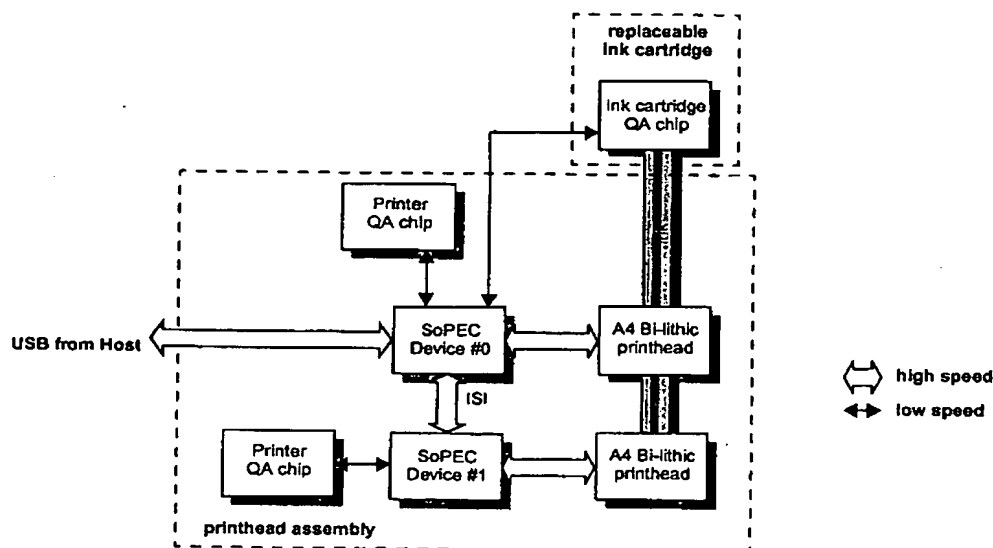 replaceable
ink cartridge
Ink cartridge
QA chip
Printer
QA chip
USB from Host
SoPEC
Device #0
A4 Bi-lithic
printhead
high speed
low speed
ISI
Printer
QA chip
SoPEC
Device #1
A4 Bi-lithic
printhead
printhead assembly